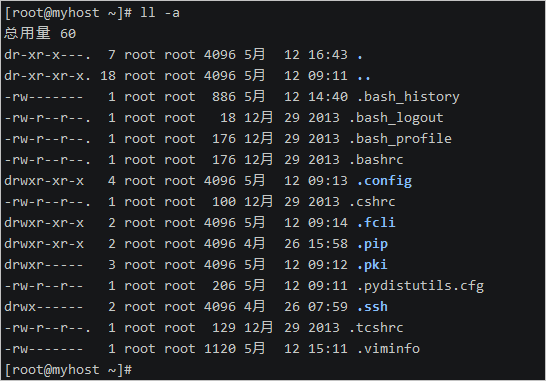 [root@myhost ~]# ll -a
总用量 60
dr-xr-x---.  7 root root 4096 5月  12 16:43 .
dr-xr-xr-x. 18 root root 4096 5月  12 09:11 ..
-rw-------   1 root root  886 5月  12 14:40 .bash_history
-rw-r--r--.  1 root root   18 12月 29 2013 .bash_logout
-rw-r--r--.  1 root root  176 12月 29 2013 .bash_profile
-rw-r--r--.  1 root root  176 12月 29 2013 .bashrc
drwxr-xr-x   4 root root 4096 5月  12 09:13 .config
-rw-r--r--.  1 root root  100 12月 29 2013 .cshrc
drwxr-xr-x   2 root root 4096 5月  12 09:14 .fcli
drwxr-xr-x   2 root root 4096 4月  26 15:58 .pip
drwxr-----   3 root root 4096 5月  12 09:12 .pki
-rw-r--r--   1 root root  206 5月  12 09:11 .pydistutils.cfg
drwx------   2 root root 4096 4月  26 07:59 .ssh
-rw-r--r--.  1 root root  129 12月 29 2013 .tcshrc
-rw-------   1 root root 1120 5月  12 15:11 .viminfo
[root@myhost ~]#